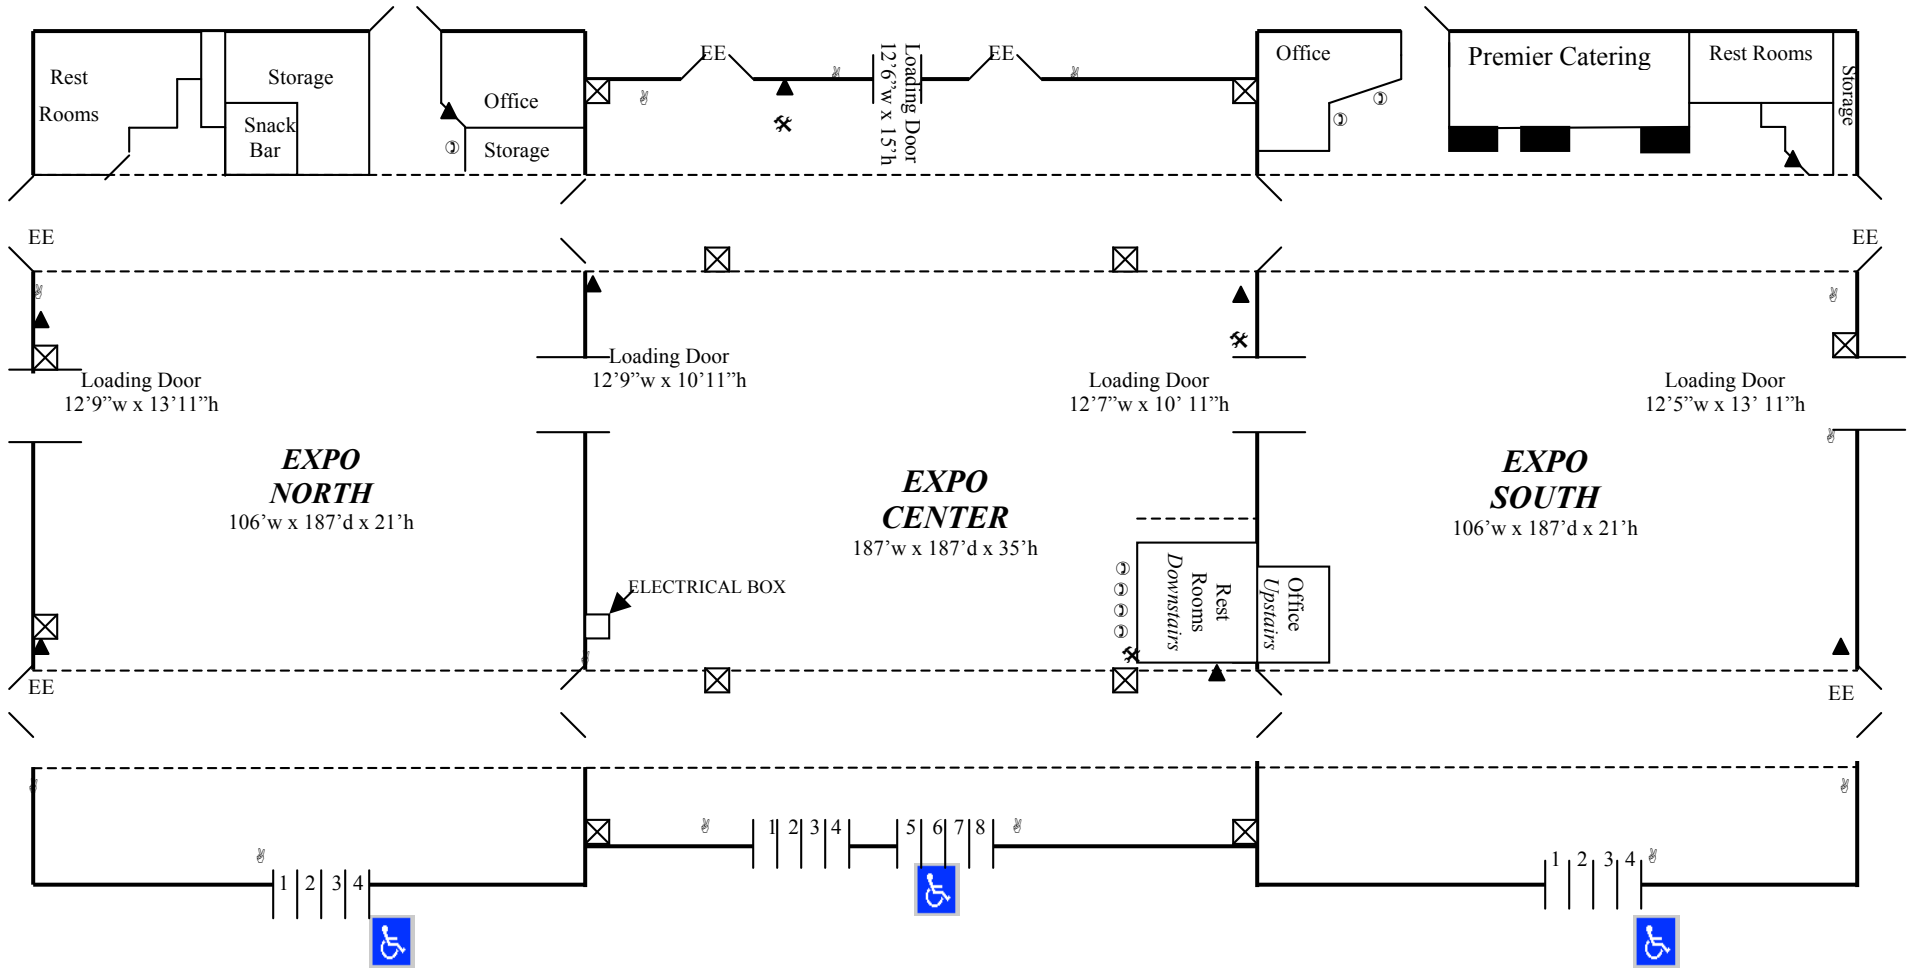 Rest
Rooms
Storage
Snack
Bar
Office
Storage
EE
Loading Door
12’6”w x 15’h
EE
Office
Premier Catering
Rest Rooms
Storage
EE
EE
Loading Door
12’9”w x 13’11”h
Loading Door
12’9”w x 10’11”h
Loading Door
12’7”w x 10’ 11”h
Loading Door
12’5”w x 13’ 11”h
EXPO
NORTH
106’w x 187’d x 21’h
EXPO
CENTER
187’w x 187’d x 35’h
EXPO
SOUTH
106’w x 187’d x 21’h
ELECTRICAL BOX
Rest
Rooms
Downstairs
Office
Upstairs
EE
EE
1 2 3 4
1 2 3 4 5 6 7 8
1 2 3 4